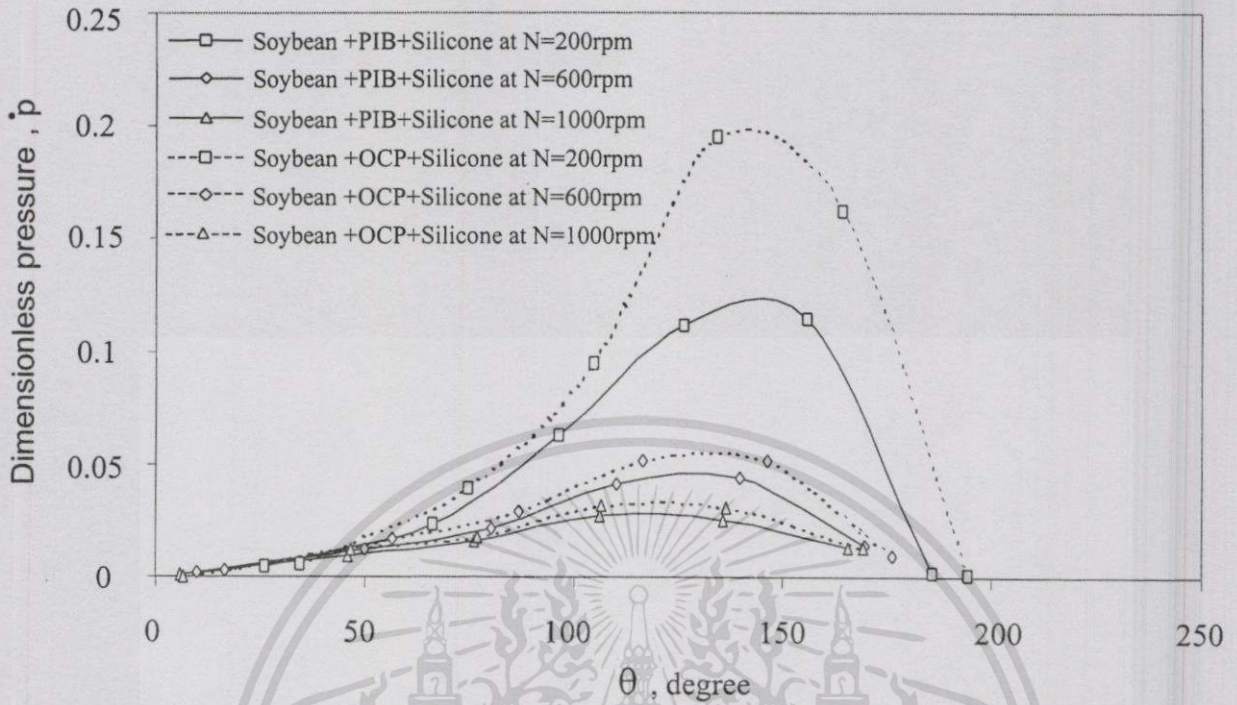 0.25
0.2
0.15
0.1
0.05
0
Dimensionless pressure , ṗ
Soybean +PIB+Silicone at N=200rpm
Soybean +PIB+Silicone at N=600rpm
Soybean +PIB+Silicone at N=1000rpm
Soybean +OCP+Silicone at N=200rpm
Soybean +OCP+Silicone at N=600rpm
Soybean +OCP+Silicone at N=1000rpm
0 50 100 150 200 250
θ , degree